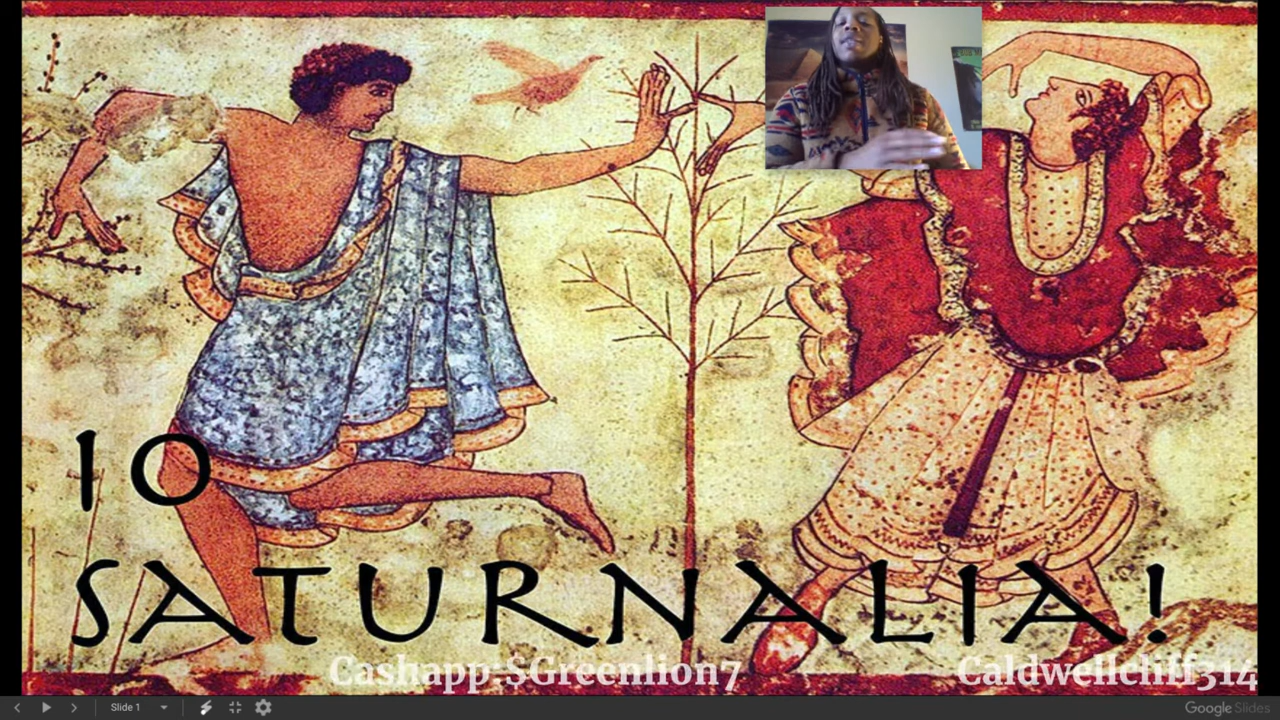 IO
SATURNALIA!
Cashapp:$Greenlion7
Caldwellcliff314
Slide 1
Google Slides